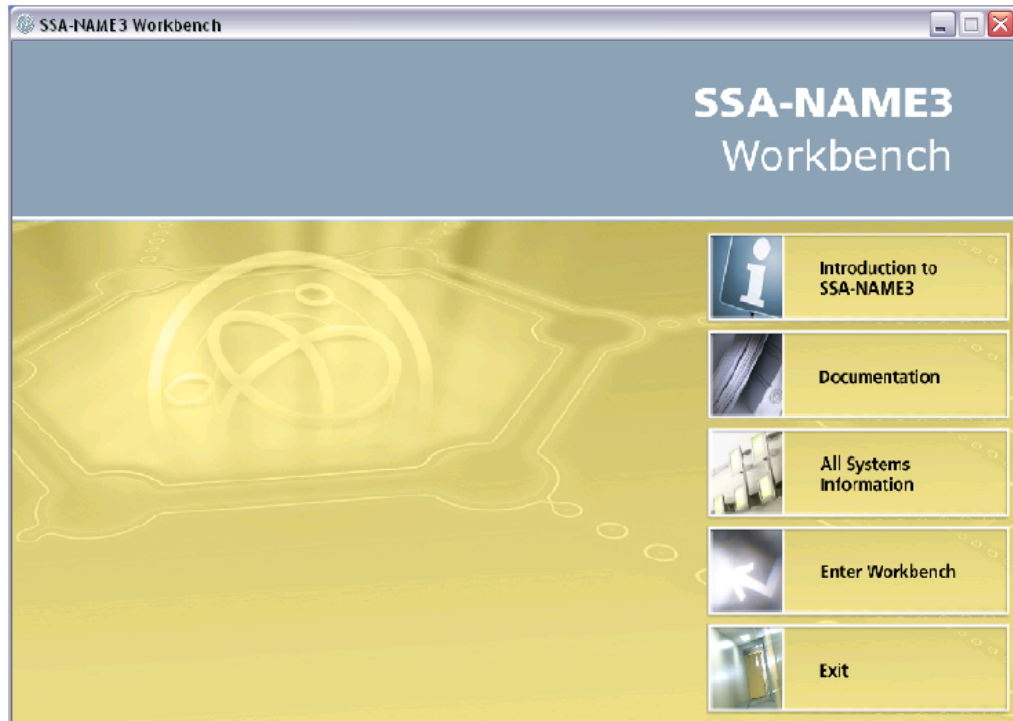 SSA-NAME3 Workbench
SSA-NAME3
Workbench
Introduction to
SSA-NAME3
Documentation
All Systems
Information
Enter Workbench
Exit